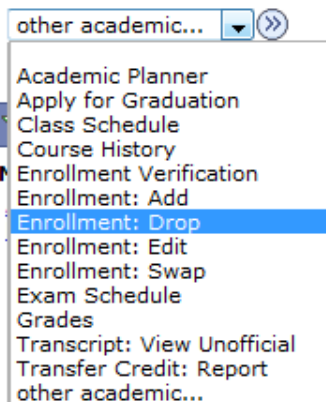 other academic...
Academic Planner
Apply for Graduation
Class Schedule
Course History
Enrollment Verification
Enrollment: Add
Enrollment: Drop
Enrollment: Edit
Enrollment: Swap
Exam Schedule
Grades
Transcript: View Unofficial
Transfer Credit: Report
other academic...